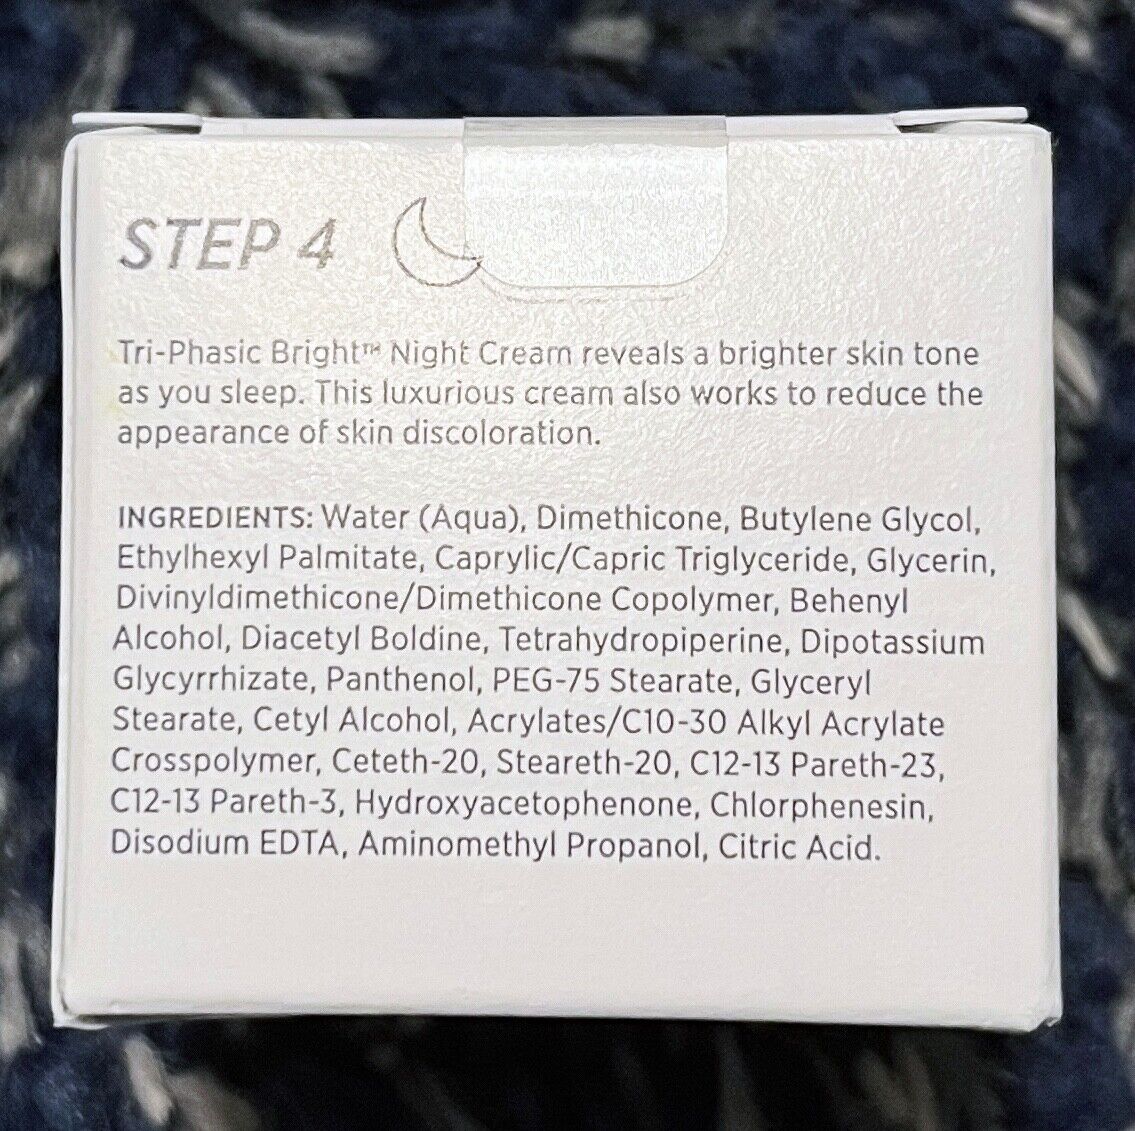 STEP 4
Tri-Phasic Bright™ Night Cream reveals a brighter skin tone
as you sleep. This luxurious cream also works to reduce the
appearance of skin discoloration.
INGREDIENTS: Water (Aqua), Dimethicone, Butylene Glycol,
Ethylhexyl Palmitate, Caprylic/Capric Triglyceride, Glycerin,
Divinyldimethicone/Dimethicone Copolymer, Behenyl
Alcohol, Diacetyl Boldine, Tetrahydropiperine, Dipotassium
Glycyrrhizate, Panthenol, PEG-75 Stearate, Glyceryl
Stearate, Cetyl Alcohol, Acrylates/C10-30 Alkyl Acrylate
Crosspolymer, Ceteth-20, Steareth-20, C12-13 Pareth-23,
C12-13 Pareth-3, Hydroxyacetophenone, Chlorphenesin,
Disodium EDTA, Aminomethyl Propanol, Citric Acid.